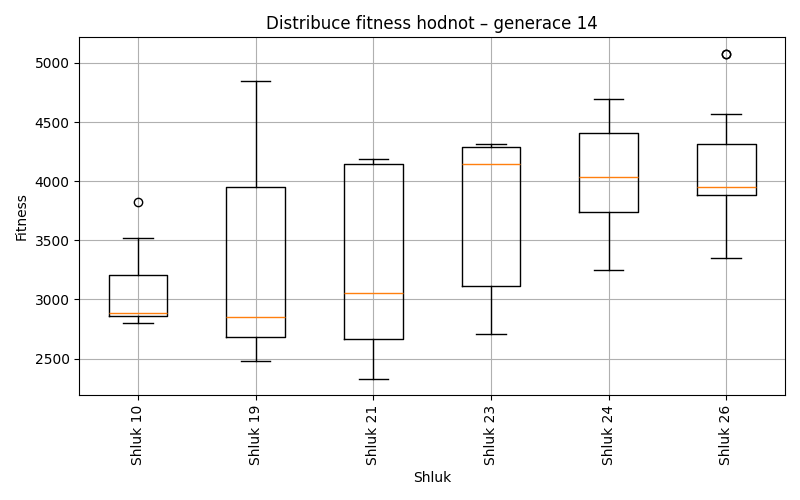 Distribuce fitness hodnot – generace 14
5000
4500
4000
3500
3000
2500
Fitness
Shluk 10
Shluk 19
Shluk 21
Shluk 23
Shluk 24
Shluk 26
Shluk